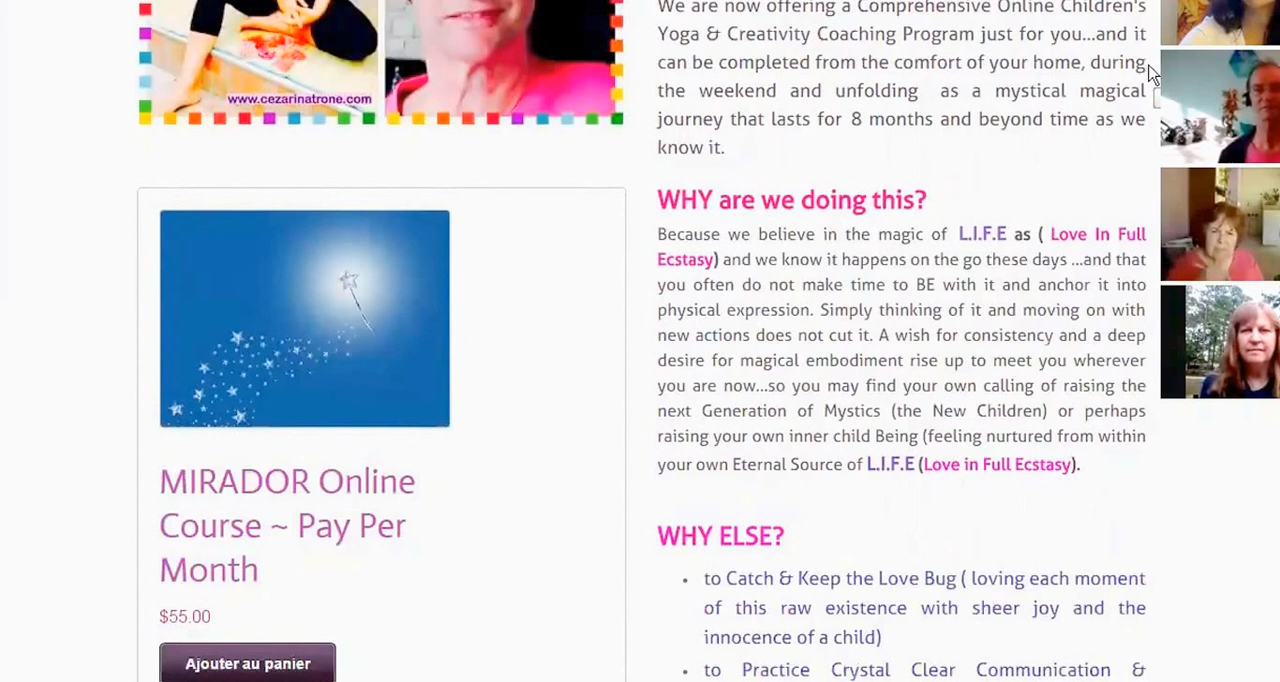 www.cezarinatrone.com
MIRADOR Online
Course ~ Pay Per
Month
$55.00
Ajouter au panier
We are now offering a Comprehensive Online Children's
Yoga & Creativity Coaching Program just for you...and it
can be completed from the comfort of your home, during
the weekend and unfolding as a mystical magical
journey that lasts for 8 months and beyond time as we
know it.
WHY are we doing this?
Because we believe in the magic of L.I.F.E as ( Love In Full
Ecstasy) and we know it happens on the go these days ...and that
you often do not make time to BE with it and anchor it into
physical expression. Simply thinking of it and moving on with
new actions does not cut it. A wish for consistency and a deep
desire for magical embodiment rise up to meet you wherever
you are now...so you may find your own calling of raising the
next Generation of Mystics (the New Children) or perhaps
raising your own inner child Being (feeling nurtured from within
your own Eternal Source of L.I.F.E (Love in Full Ecstasy).
WHY ELSE?
• to Catch & Keep the Love Bug ( loving each moment
of this raw existence with sheer joy and the
innocence of a child)
• to Practice Crystal Clear Communication &